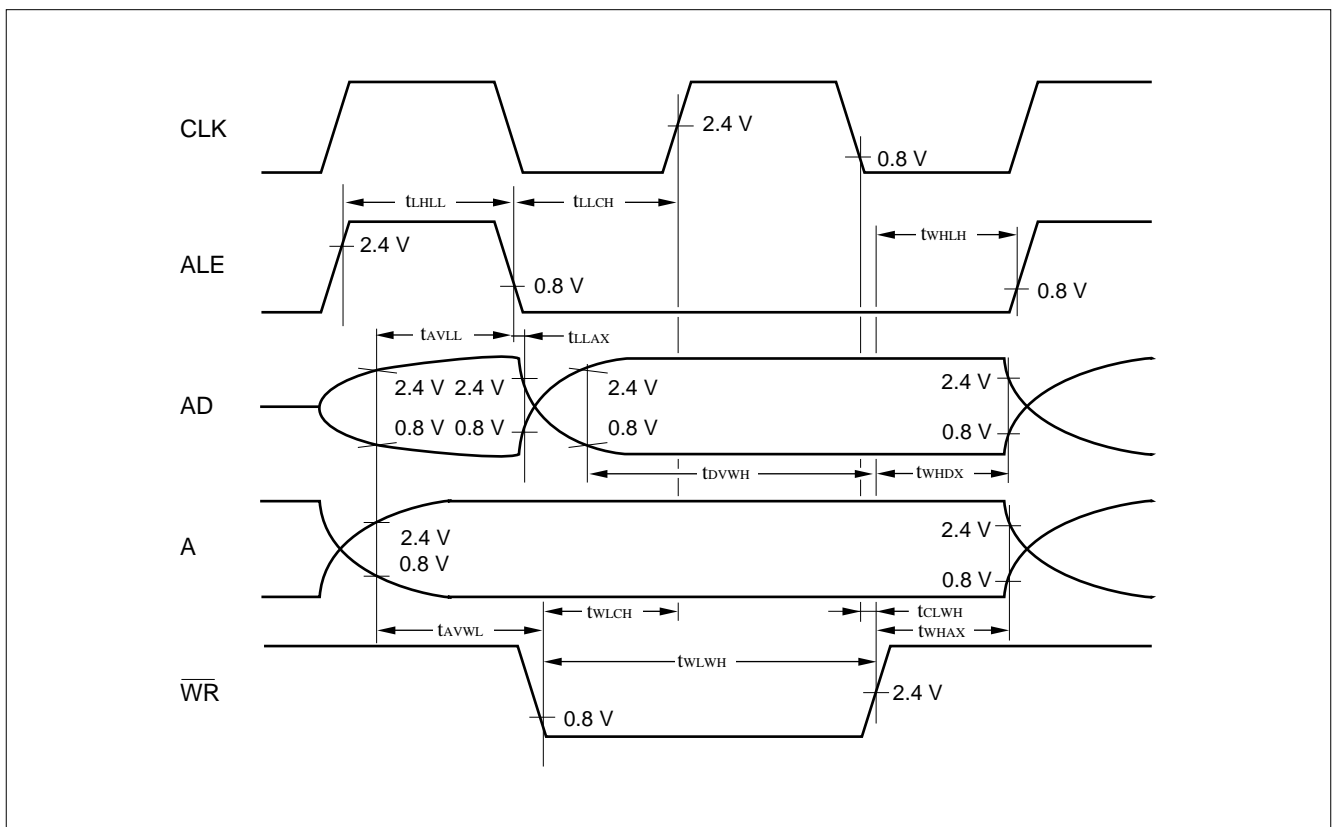 CLK
2.4 V
0.8 V
tLHLL
tLLCH
tWHLH
ALE
2.4 V
0.8 V
0.8 V
tAVLL
tLLAX
AD
2.4 V 2.4 V
2.4 V
2.4 V
0.8 V 0.8 V
0.8 V
0.8 V
tDVWH
tWHDX
A
2.4 V
0.8 V
2.4 V
0.8 V
tWLCH
tCLWH
tAVWL
tWHAX
tWLWH
WR
0.8 V
2.4 V